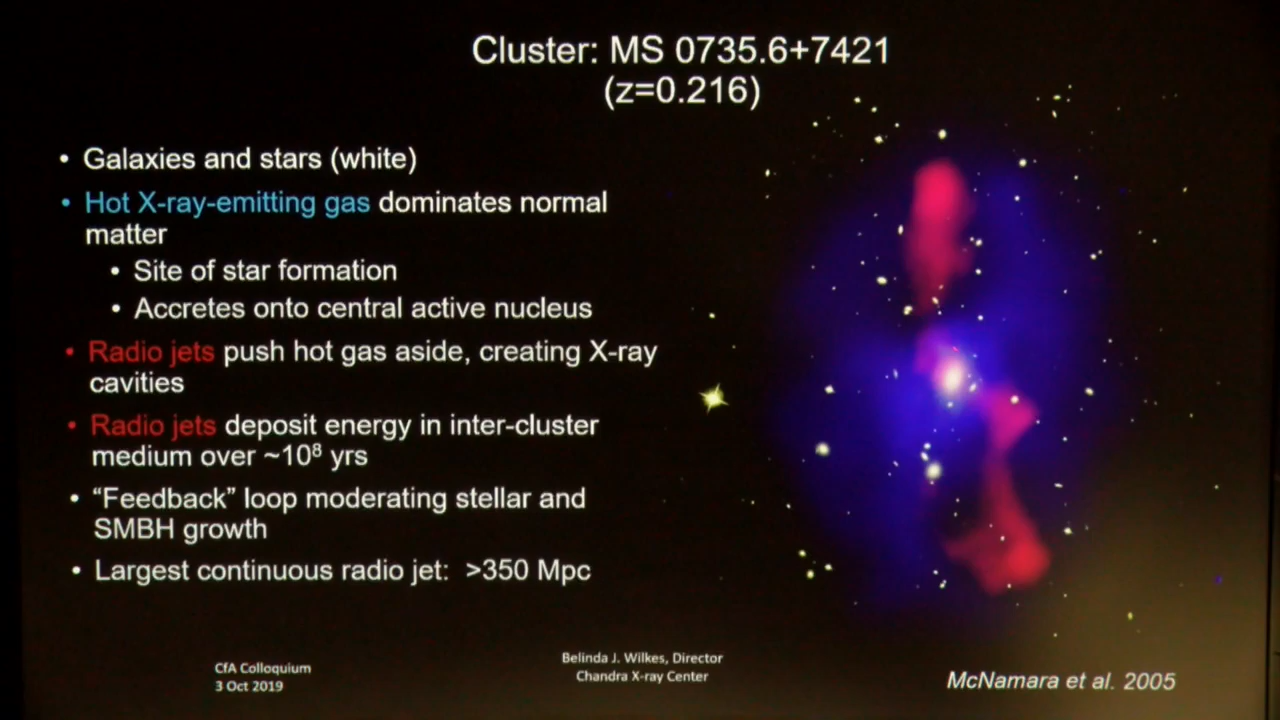 Cluster: MS 0735.6+7421
(z=0.216)
• Galaxies and stars (white)
• Hot X-ray-emitting gas dominates normal
matter
• Site of star formation
• Accretes onto central active nucleus
• Radio jets push hot gas aside, creating X-ray
cavities
• Radio jets deposit energy in inter-cluster
medium over ~10⁸ yrs
• “Feedback” loop moderating stellar and
SMBH growth
• Largest continuous radio jet: >350 Mpc
CfA Colloquium
3 Oct 2019
Belinda J. Wilkes, Director
Chandra X-ray Center
McNamara et al. 2005